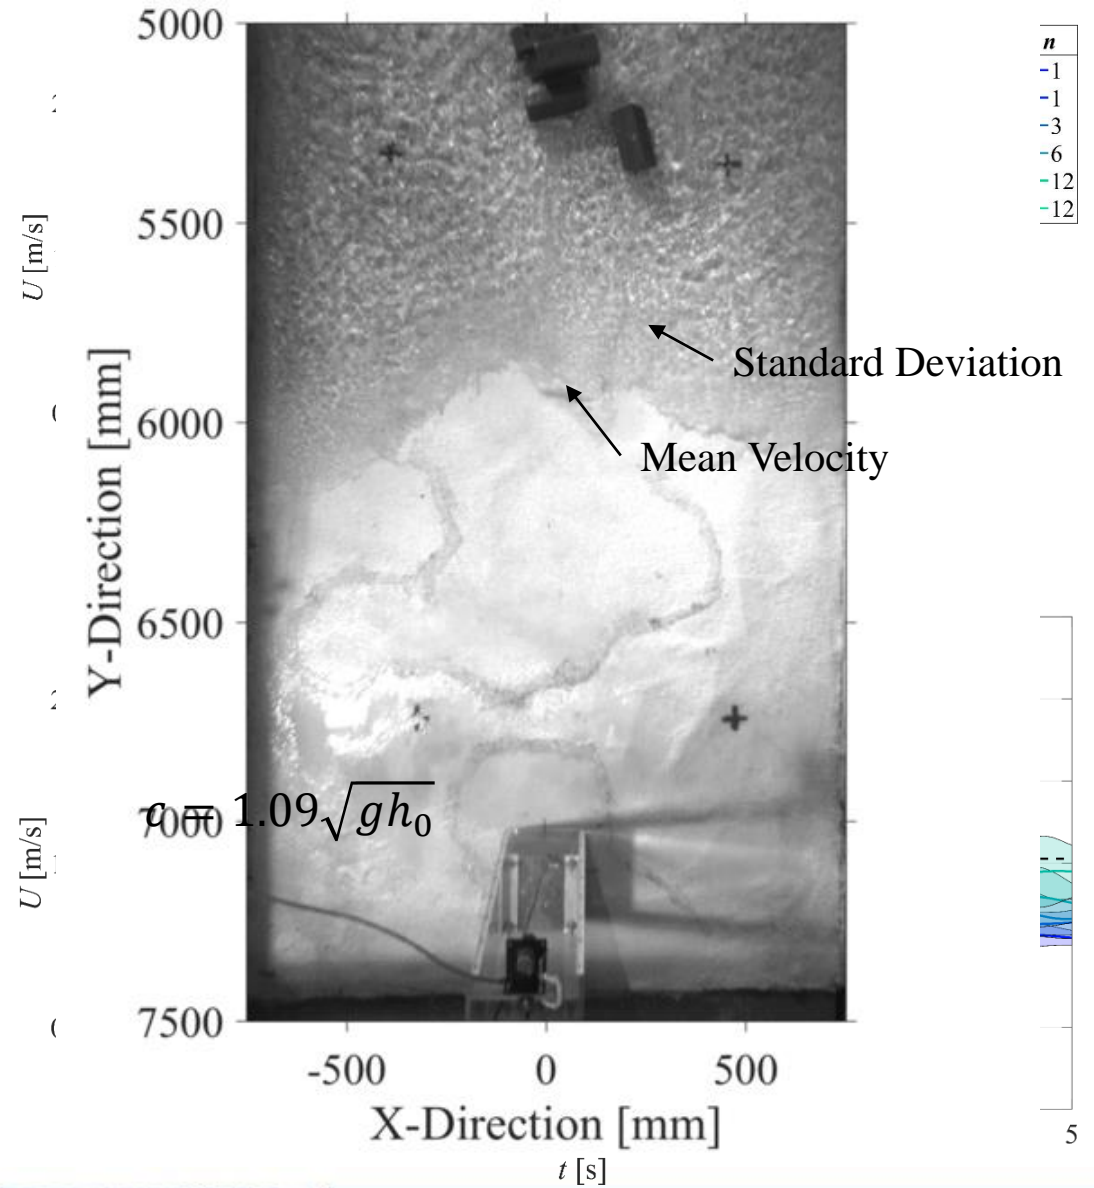 5000
n
1
1
3
6
12
12
5500
U [m/s]
Standard Deviation
6000
Mean Velocity
Y-Direction [mm]
6500
c = 1.09√gh₀
7000
U [m/s]
7500
-500 0 500
5
X-Direction [mm]
t [s]